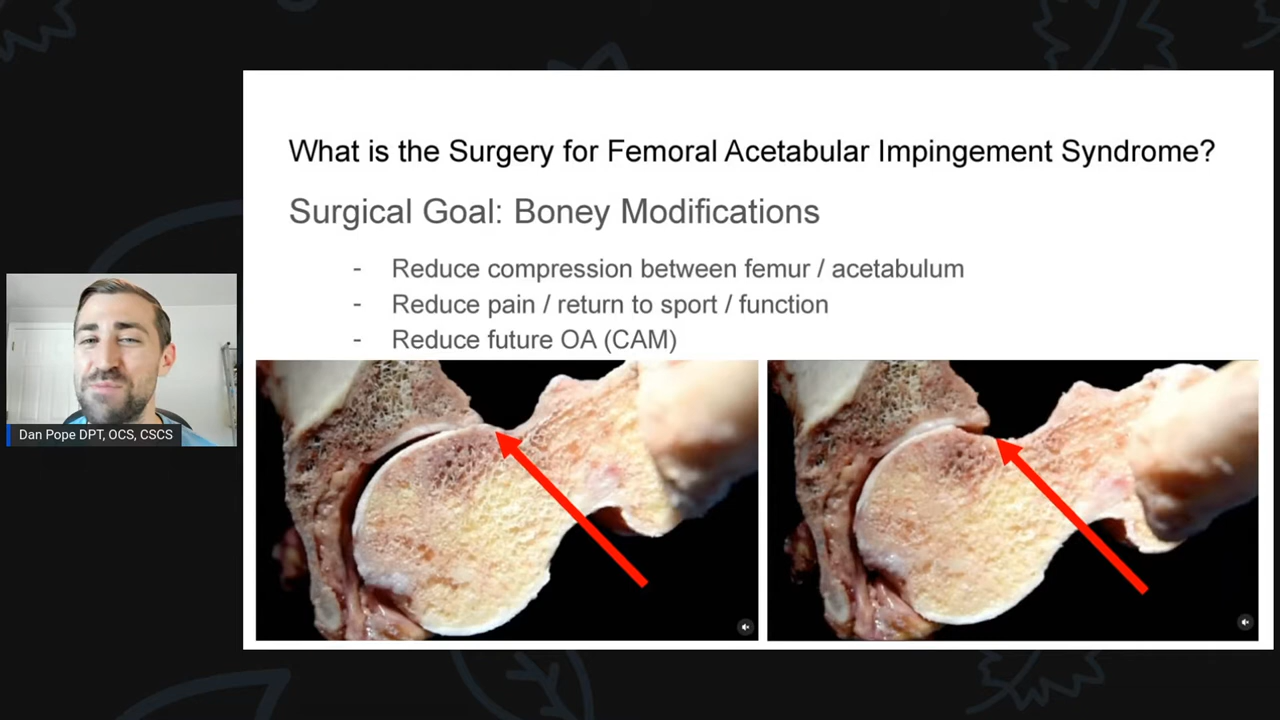 What is the Surgery for Femoral Acetabular Impingement Syndrome?
Surgical Goal: Boney Modifications
- Reduce compression between femur / acetabulum
- Reduce pain / return to sport / function
- Reduce future OA (CAM)
Dan Pope DPT, OCS, CSCS